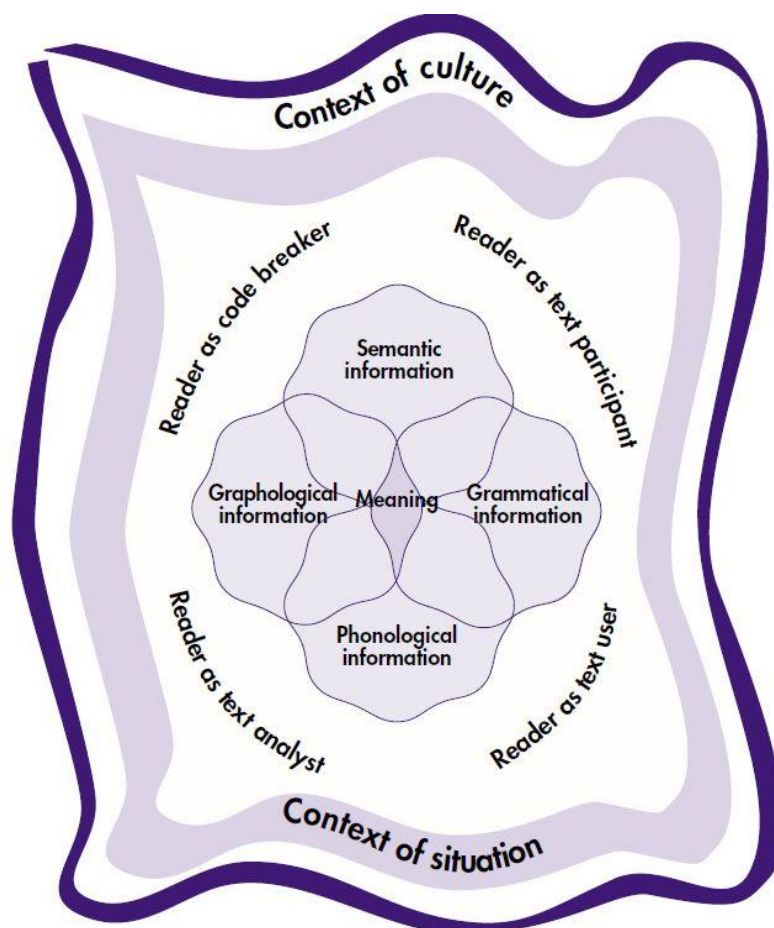 Context of culture
Reader as code breaker
Reader as text participant
Semantic
information
Graphological
information
Meaning
Grammatical
information
Phonological
information
Reader as text analyst
Reader as text user
Context of situation